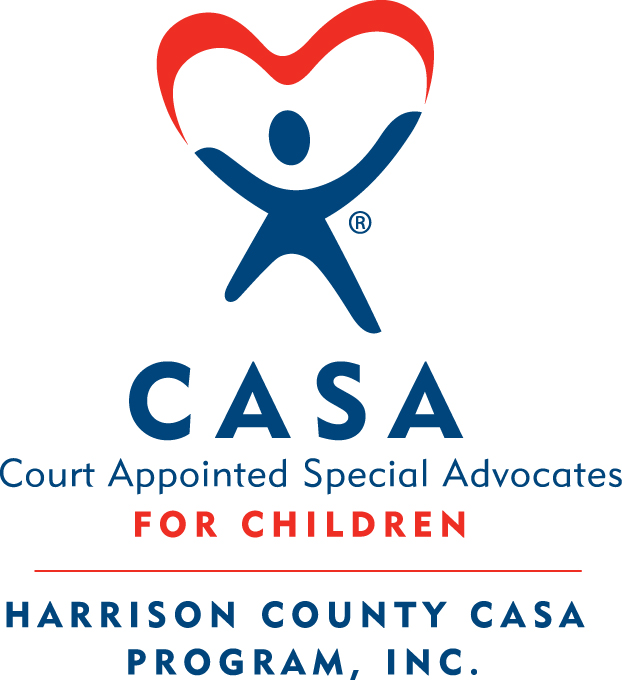 ®
CASA
Court Appointed Special Advocates
FOR CHILDREN
HARRISON COUNTY CASA
PROGRAM, INC.